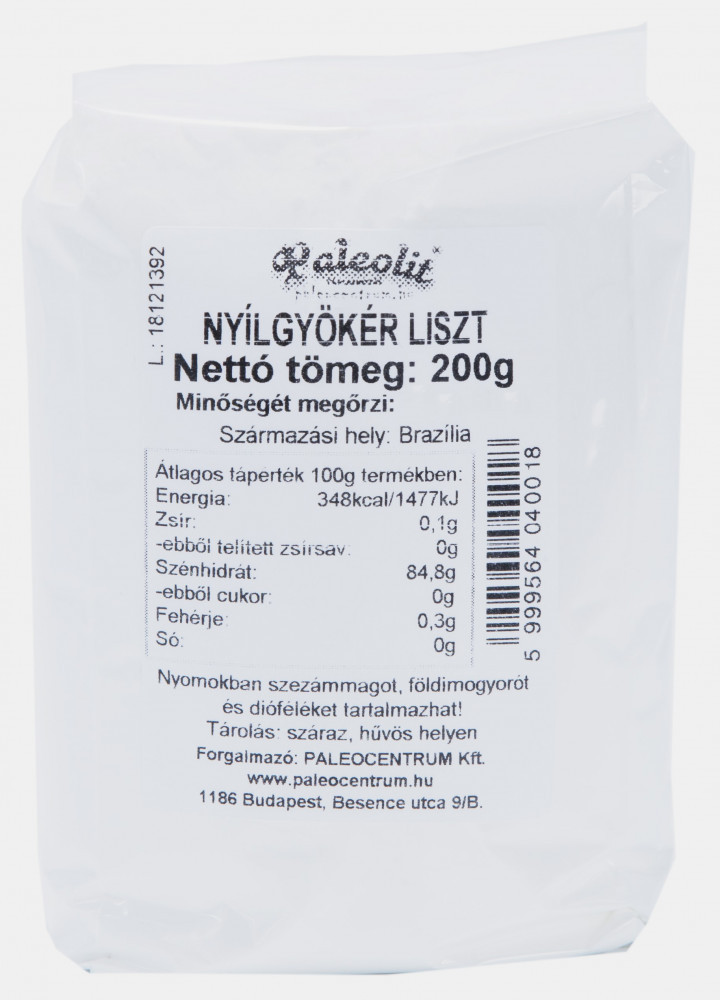 Paleolit
paleocentrum.hu
NYÍLGYÖKÉR LISZT
Nettó tömeg: 200g
Minőségét megőrzi:
Származási hely: Brazília
Átlagos tápérték 100g termékben:
Energia: 348kcal/1477kJ
Zsír: 0,1g
-ebből telített zsírsav: 0g
Szénhidrát: 84,8g
-ebből cukor: 0g
Fehérje: 0,3g
Só: 0g
Nyomokban szezámmagot, földimogyorót
és dióféléket tartalmazhat!
Tárolás: száraz, hűvös helyen
Forgalmazó: PALEOCENTRUM Kft.
www.paleocentrum.hu
1186 Budapest, Besence utca 9/B.
L.: 18121392
5 999564 040018